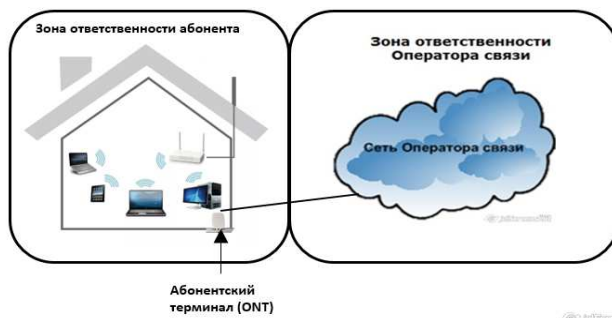 Зона ответственности абонента
Зона ответственности
Оператора связи
Сеть Оператора связи
Абонентский
терминал (ONT)